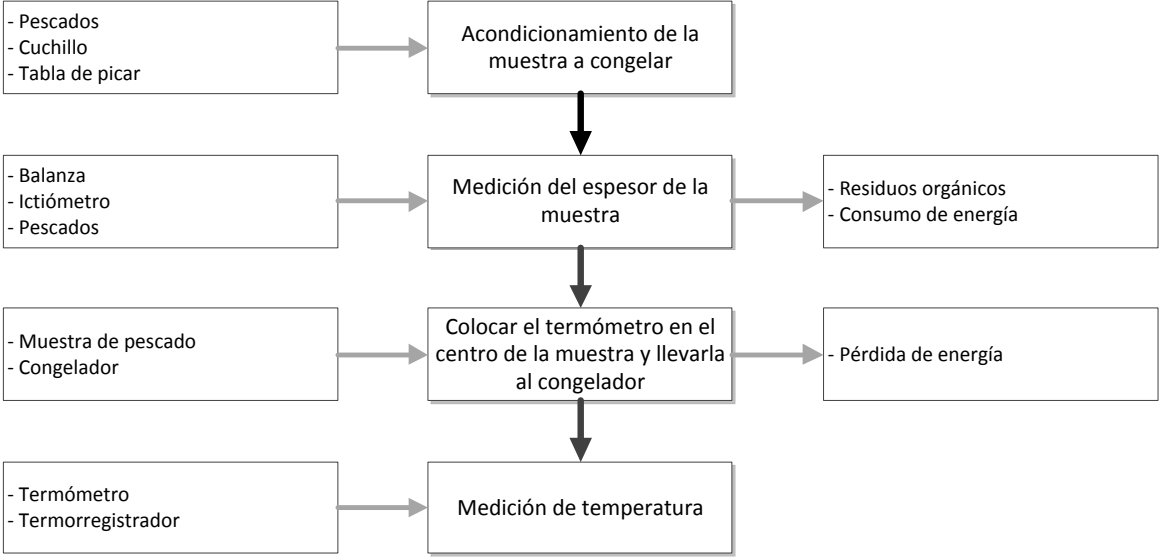 - Pescados
- Cuchillo
- Tabla de picar
Acondicionamiento de la
muestra a congelar
- Balanza
- Ictiómetro
- Pescados
Medición del espesor de la
muestra
- Residuos orgánicos
- Consumo de energía
- Muestra de pescado
- Congelador
Colocar el termómetro en el
centro de la muestra y llevarla
al congelador
- Pérdida de energía
- Termómetro
- Termorregistrador
Medición de temperatura